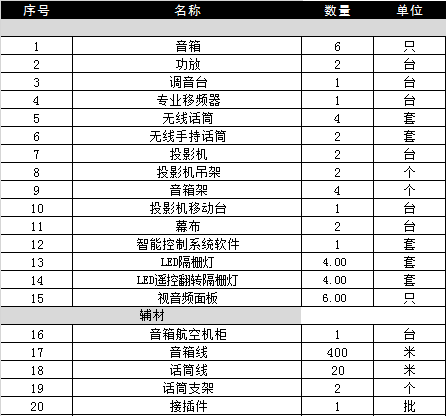 序号 名称 数量 单位
1 音箱 6 只
2 功放 2 台
3 调音台 1 台
4 专业移频器 1 台
5 无线话筒 4 套
6 无线手持话筒 2 套
7 投影机 2 台
8 投影机吊架 2 个
9 音箱架 4 个
10 投影机移动台 1 台
11 幕布 2 台
12 智能控制系统软件 1 套
13 LED隔栅灯 4.00 套
14 LED遥控翻转隔栅灯 4.00 套
15 视音频面板 6.00 只
辅材
16 音箱航空机柜 1 台
17 音箱线 400 米
18 话筒线 20 米
19 话筒支架 2 个
20 接插件 1 批